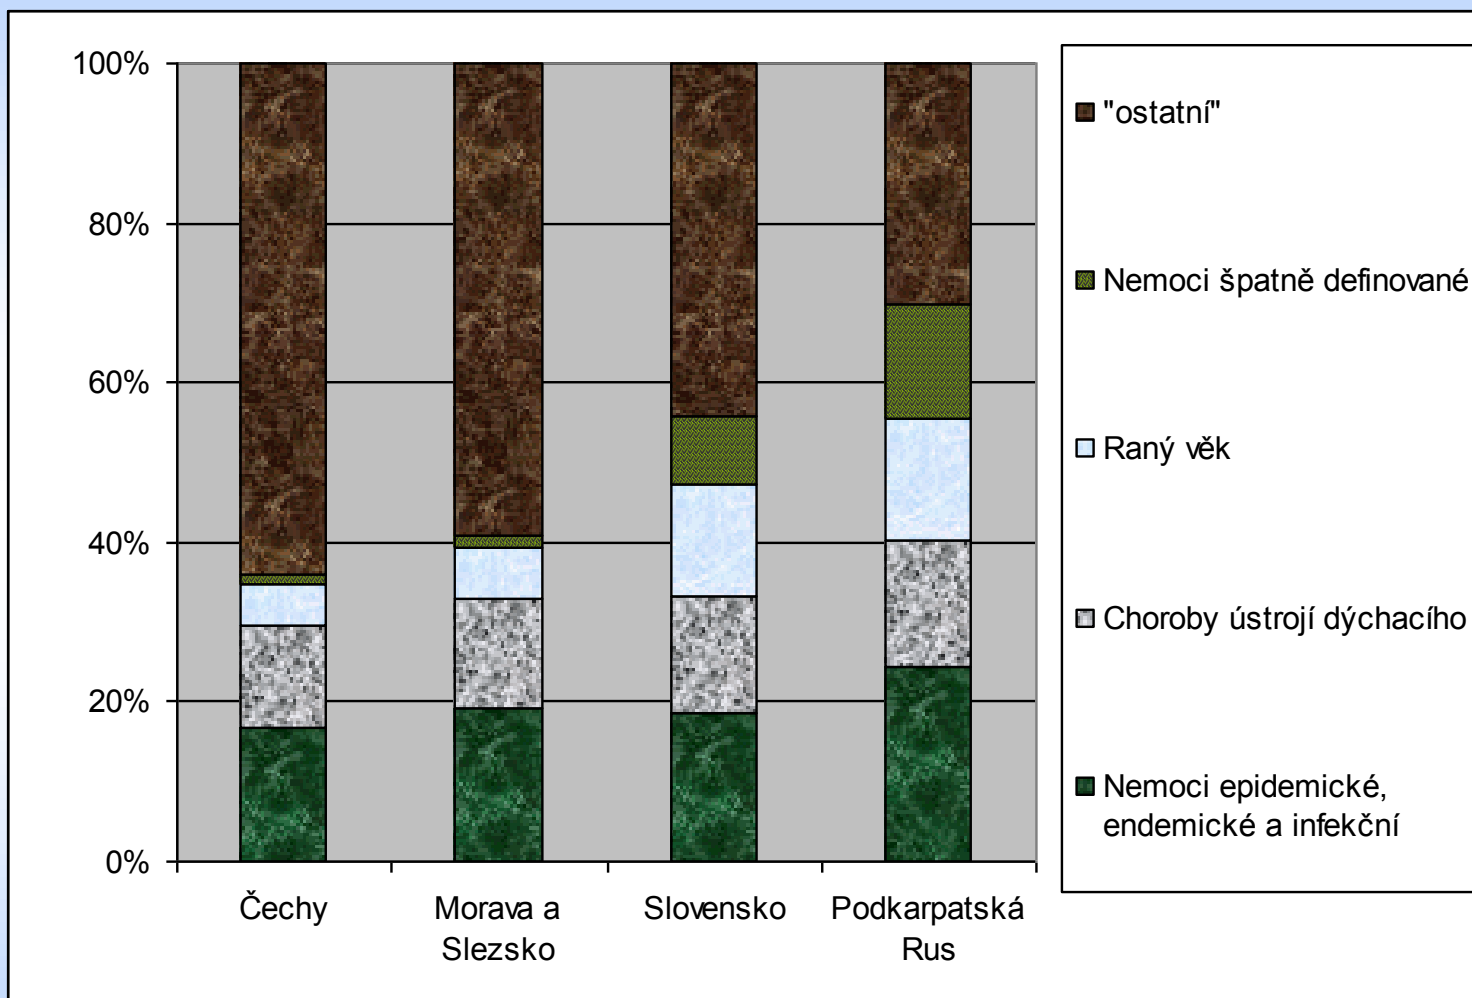 100%
80%
60%
40%
20%
0%
Čechy
Morava a
Slezsko
Slovensko
Podkarpatská
Rus
"ostatní"
Nemoci špatně definované
Raný věk
Choroby ústrojí dýchacího
Nemoci epidemické,
endemické a infekční